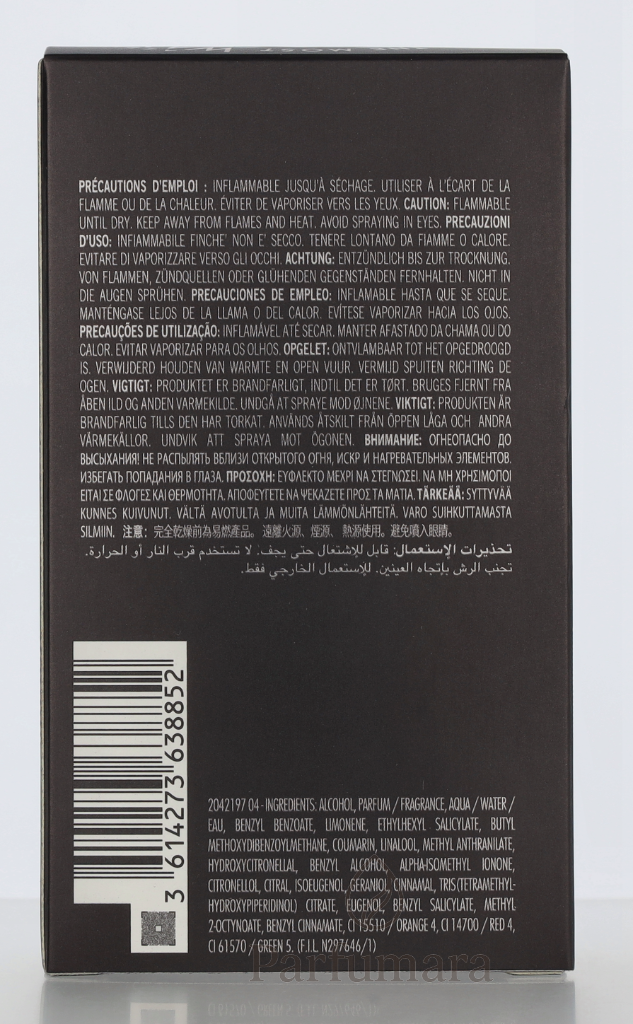 MOST
PRÉCAUTIONS D'EMPLOI : INFLAMMABLE JUSQU'À SÉCHAGE. UTILISER À L'ÉCART DE LA
FLAMME OU DE LA CHALEUR. ÉVITER DE VAPORISER VERS LES YEUX. CAUTION: FLAMMABLE
UNTIL DRY. KEEP AWAY FROM FLAMES AND HEAT. AVOID SPRAYING IN EYES. PRECAUZIONI
D'USO: INFIAMMABILE FINCHE' NON E' SECCO. TENERE LONTANO DA FIAMME O CALORE.
EVITARE DI VAPORIZZARE VERSO GLI OCCHI. ACHTUNG: ENTZÜNDLICH BIS ZUR TROCKNUNG.
VON FLAMMEN, ZÜNDQUELLEN ODER GLÜHENDEN GEGENSTÄNDEN FERNHALTEN. NICHT IN
DIE AUGEN SPRÜHEN. PRECAUCIONES DE EMPLEO: INFLAMABLE HASTA QUE SE SEQUE.
MANTÉNGASE LEJOS DE LA LLAMA O DEL CALOR. EVÍTESE VAPORIZAR HACIA LOS OJOS.
PRECAUÇÕES DE UTILIZAÇÃO: INFLAMÁVEL ATÉ SECAR. MANTER AFASTADO DA CHAMA OU DO
CALOR. EVITAR VAPORIZAR PARA OS OLHOS. OPGELET: ONTVLAMBAAR TOT HET OPGEDROOGD
IS. VERWIJDERD HOUDEN VAN WARMTE EN OPEN VUUR. VERMIJD SPUITEN RICHTING DE
OGEN. VIGTIGT: PRODUKTET ER BRANDFARLIGT, INDTIL DET ER TØRT. BRUGES FJERNT FRA
ÅBEN ILD OG ANDEN VARMEKILDE. UNDGÅ AT SPRAYE MOD ØJNENE. VIKTIGT: PRODUKTEN ÄR
BRANDFARLIG TILLS DEN HAR TORKAT. ANVÄNDS ÅTSKILT FRÅN ÖPPEN LÅGA OCH ANDRA
VÄRMEKÄLLOR. UNDVIK ATT SPRAYA MOT ÖGONEN. ВНИМАНИЕ: ОГНЕОПАСНО ДО
ВЫСЫХАНИЯ! НЕ РАСПЫЛЯТЬ ВБЛИЗИ ОТКРЫТОГО ОГНЯ, ИСКР И НАГРЕВАТЕЛЬНЫХ ЭЛЕМЕНТОВ.
ИЗБЕГАТЬ ПОПАДАНИЯ В ГЛАЗА. ΠΡΟΣΟΧΗ: ΕΥΦΛΕΚΤΟ ΜΕΧΡΙ ΝΑ ΣΤΕΓΝΩΣΕΙ. ΝΑ ΜΗ ΧΡΗΣΙΜΟΠΟΙ
ΕΙΤΑΙ ΣΕ ΦΛΟΓΕΣ ΚΑΙ ΘΕΡΜΟΤΗΤΑ. ΑΠΟΦΕΥΓΕΤΕ ΝΑ ΨΕΚΑΖΕΤΕ ΠΡΟΣ ΤΑ ΜΑΤΙΑ. TÄRKEÄÄ: SYTTYVÄÄ
KUNNES KUIVUNUT. VÄLTÄ AVOTULTA JA MUITA LÄMMÖNLÄHTEITÄ. VARO SUIHKUTTAMASTA
SILMIIN. 注意：完全乾燥前為易燃產品。遠離火源、煙源、熱源使用。避免噴入眼睛。
تحذيرات الإستعمال: قابل للإشتعال حتى يجف. لا تستخدم قرب النار أو الحرارة.
تجنب الرش بإتجاه العينين. للإستعمال الخارجي فقط.
3 614273 638852
2042197 04 - INGREDIENTS: ALCOHOL, PARFUM / FRAGRANCE, AQUA / WATER /
EAU, BENZYL BENZOATE, LIMONENE, ETHYLHEXYL SALICYLATE, BUTYL
METHOXYDIBENZOYLMETHANE, COUMARIN, LINALOOL, METHYL ANTHRANILATE,
HYDROXYCITRONELLAL, BENZYL ALCOHOL, ALPHA-ISOMETHYL IONONE,
CITRONELLOL, CITRAL, ISOEUGENOL, GERANIOL, CINNAMAL, TRIS(TETRAMETHYL-
HYDROXYPIPERIDINOL) CITRATE, EUGENOL, BENZYL SALICYLATE, METHYL
2-OCTYNOATE, BENZYL CINNAMATE, CI 15510 / ORANGE 4, CI 14700 / RED 4,
CI 61570 / GREEN 5. (F.I.L N297646/1)
Parfumara